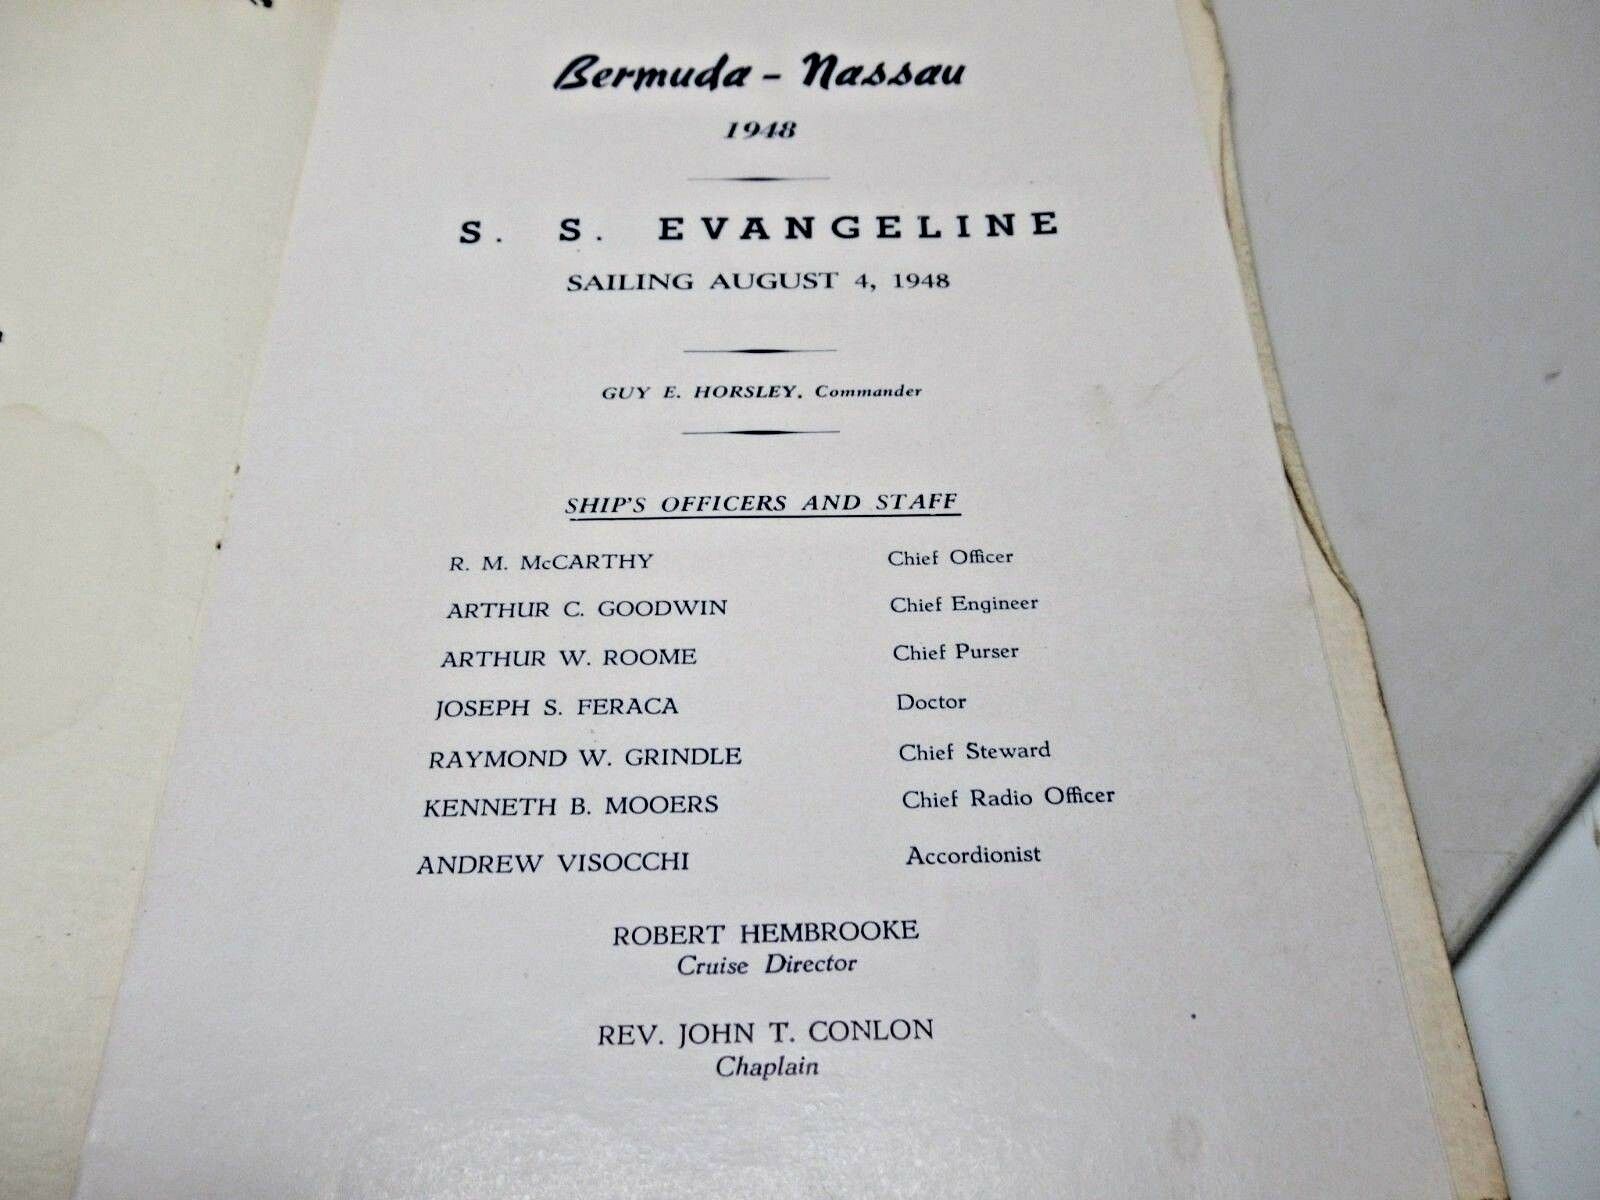 Bermuda - Nassau
1948
S. S. EVANGELINE
SAILING AUGUST 4, 1948
GUY E. HORSLEY, Commander
SHIP'S OFFICERS AND STAFF
R. M. McCARTHY Chief Officer
ARTHUR C. GOODWIN Chief Engineer
ARTHUR W. ROOME Chief Purser
JOSEPH S. FERACA Doctor
RAYMOND W. GRINDLE Chief Steward
KENNETH B. MOOERS Chief Radio Officer
ANDREW VISOCCHI Accordionist
ROBERT HEMBROOKE
Cruise Director
REV. JOHN T. CONLON
Chaplain